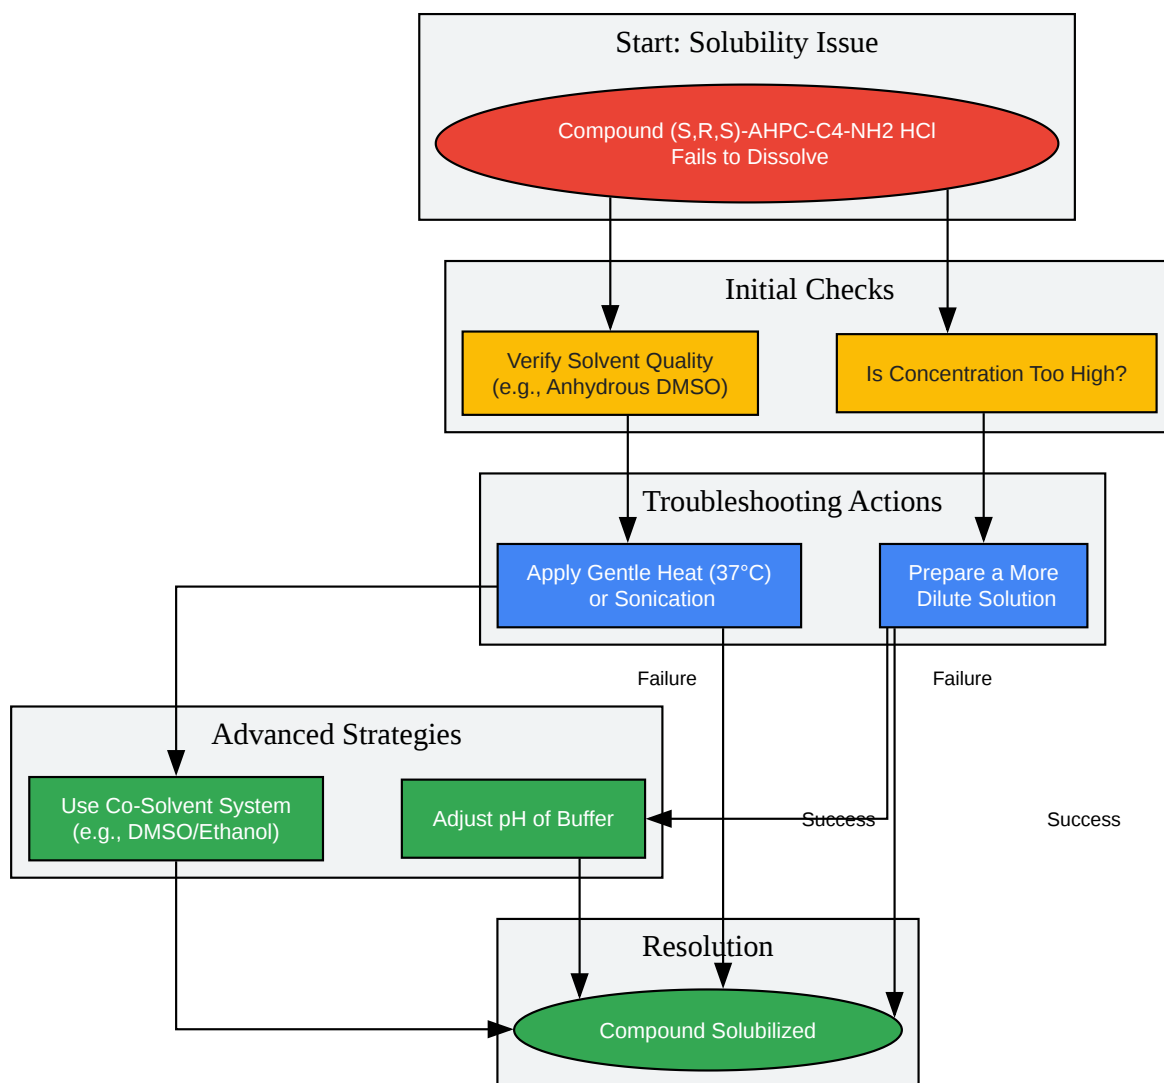 Start: Solubility Issue
Compound (S,R,S)-AHPC-C4-NH2 HCl
Fails to Dissolve
Initial Checks
Verify Solvent Quality
(e.g., Anhydrous DMSO)
Is Concentration Too High?
Troubleshooting Actions
Apply Gentle Heat (37°C)
or Sonication
Prepare a More
Dilute Solution
Failure
Failure
Advanced Strategies
Use Co-Solvent System
(e.g., DMSO/Ethanol)
Adjust pH of Buffer
Success
Success
Resolution
Compound Solubilized